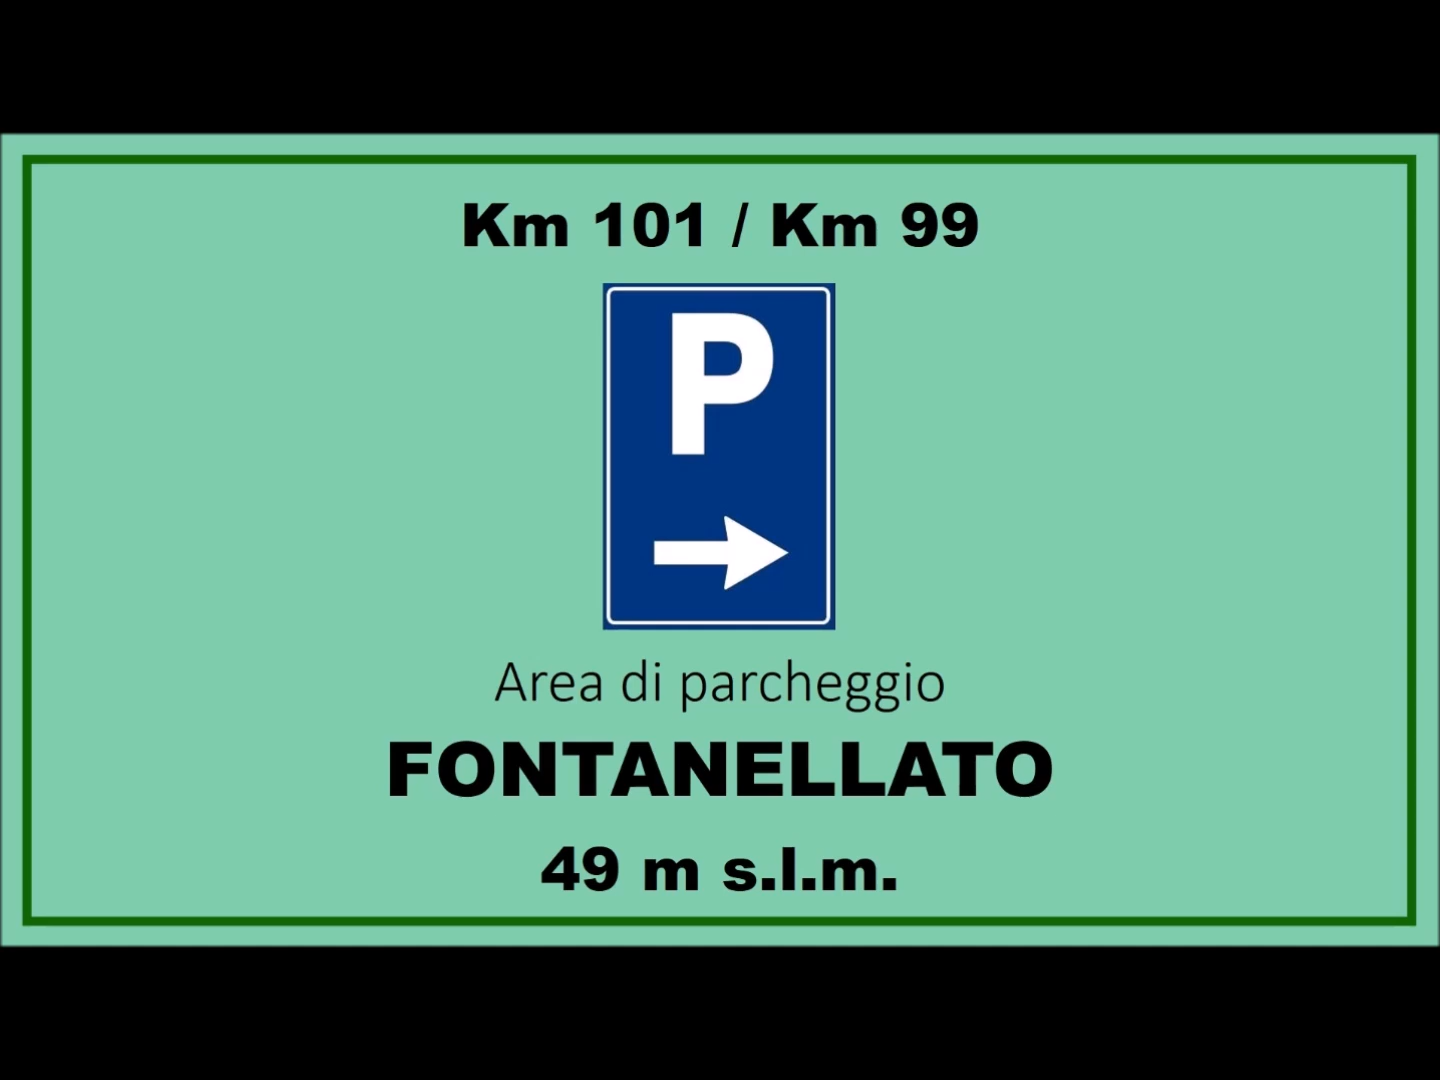 Km 101 / Km 99
P
Area di parcheggio
FONTANELLATO
49 m s.l.m.